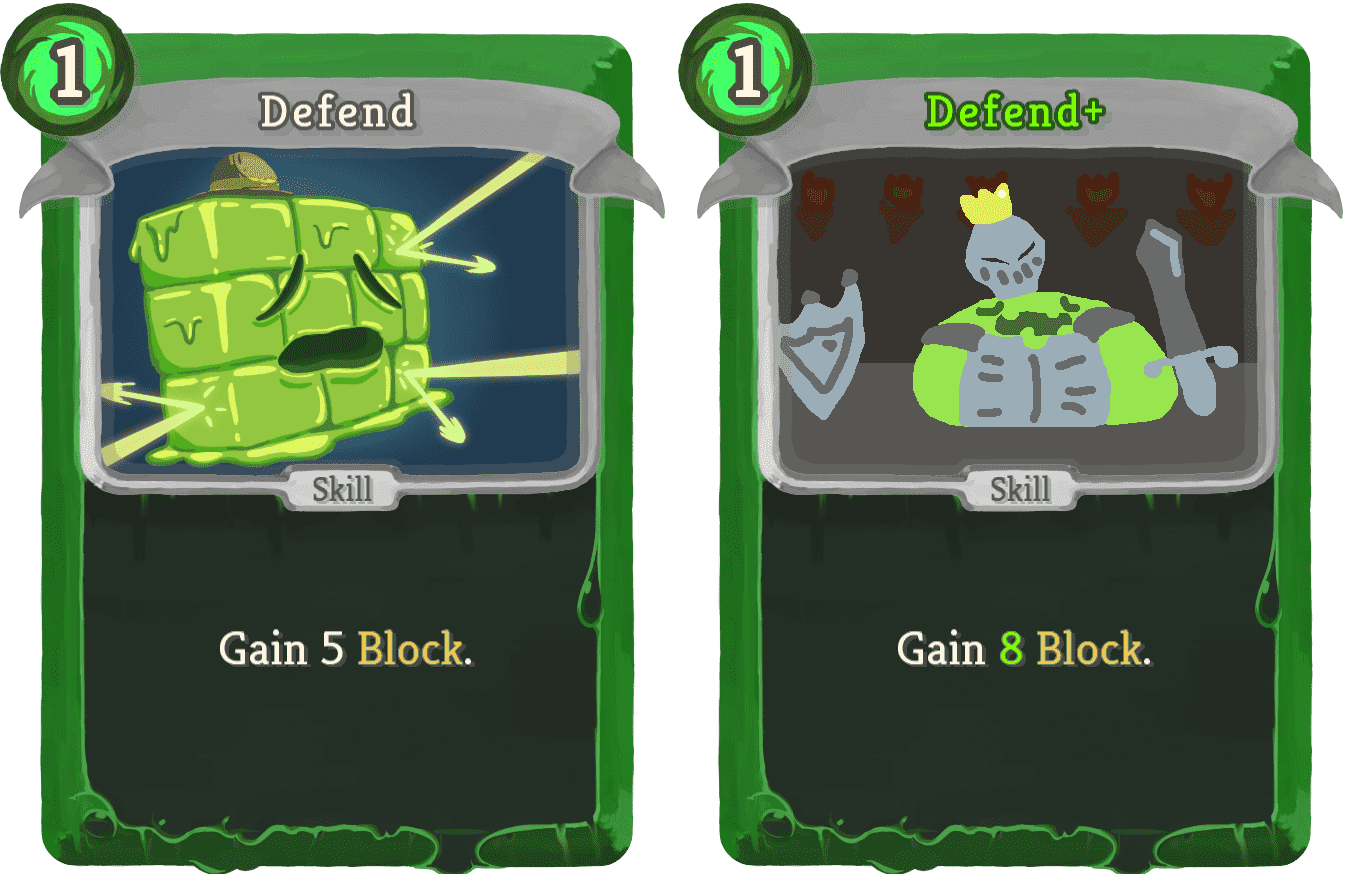 1
Defend
Skill
Gain 5 Block.
1
Defend+
Skill
Gain 8 Block.